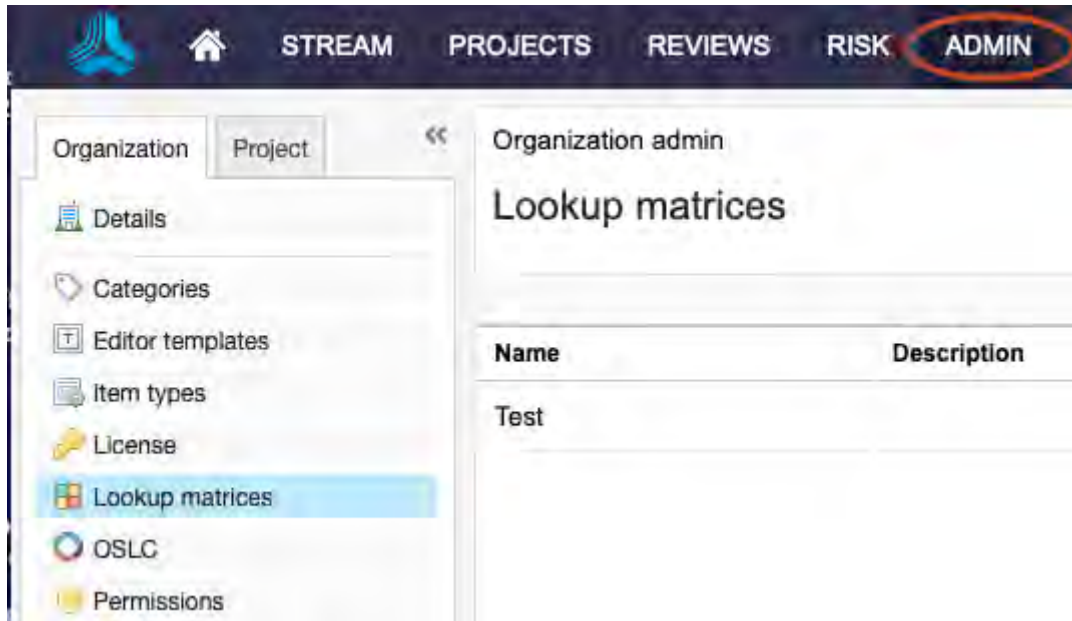 STREAM PROJECTS REVIEWS RISK ADMIN
Organization Project «
Organization admin
Lookup matrices
Details
Categories
Editor templates
Item types
License
Lookup matrices
OSLC
Permissions
Name Description
Test